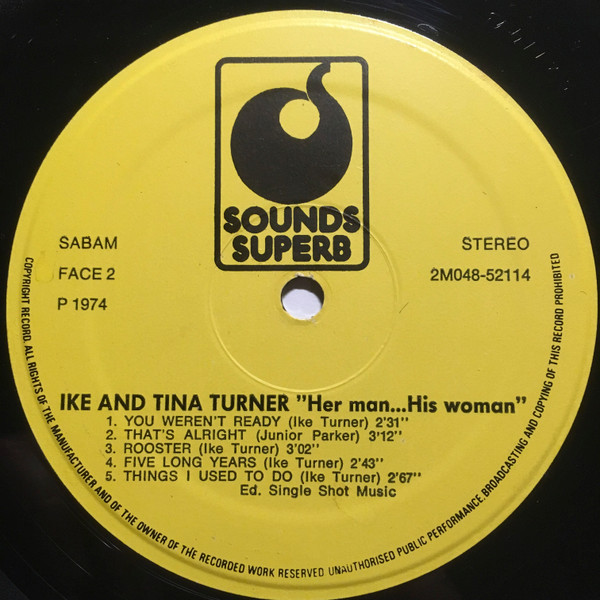 SOUNDS
SUPERB
SABAM
STEREO
FACE 2
2M048-52114
P 1974
IKE AND TINA TURNER "Her man...His woman"
1. YOU WEREN'T READY (Ike Turner) 2'31''
2. THAT'S ALRIGHT (Junior Parker) 3'12''
3. ROOSTER (Ike Turner) 3'02''
4. FIVE LONG YEARS (Ike Turner) 2'43''
5. THINGS I USED TO DO (Ike Turner) 2'67''
Ed. Single Shot Music
COPYRIGHT RECORD. ALL RIGHTS OF THE MANUFACTURER AND OF THE OWNER OF THE RECORDED WORK RESERVED UNAUTHORISED PUBLIC PERFORMANCE. BROADCASTING AND COPYING OF THIS RECORD PROHIBITED